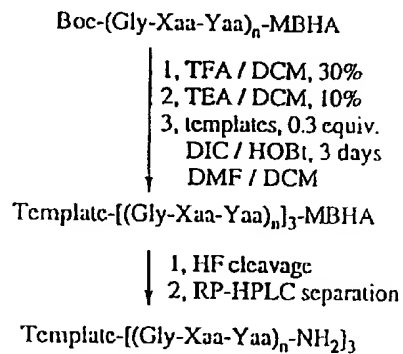 Boc-(Gly-Xaa-Yaa)n-MBHA
1, TFA / DCM, 30%
2, TEA / DCM, 10%
3, templates, 0.3 equiv.
DIC / HOBt, 3 days
DMF / DCM
Template-[(Gly-Xaa-Yaa)n]3-MBHA
1, HF cleavage
2, RP-HPLC separation
Template-[(Gly-Xaa-Yaa)n-NH2]3